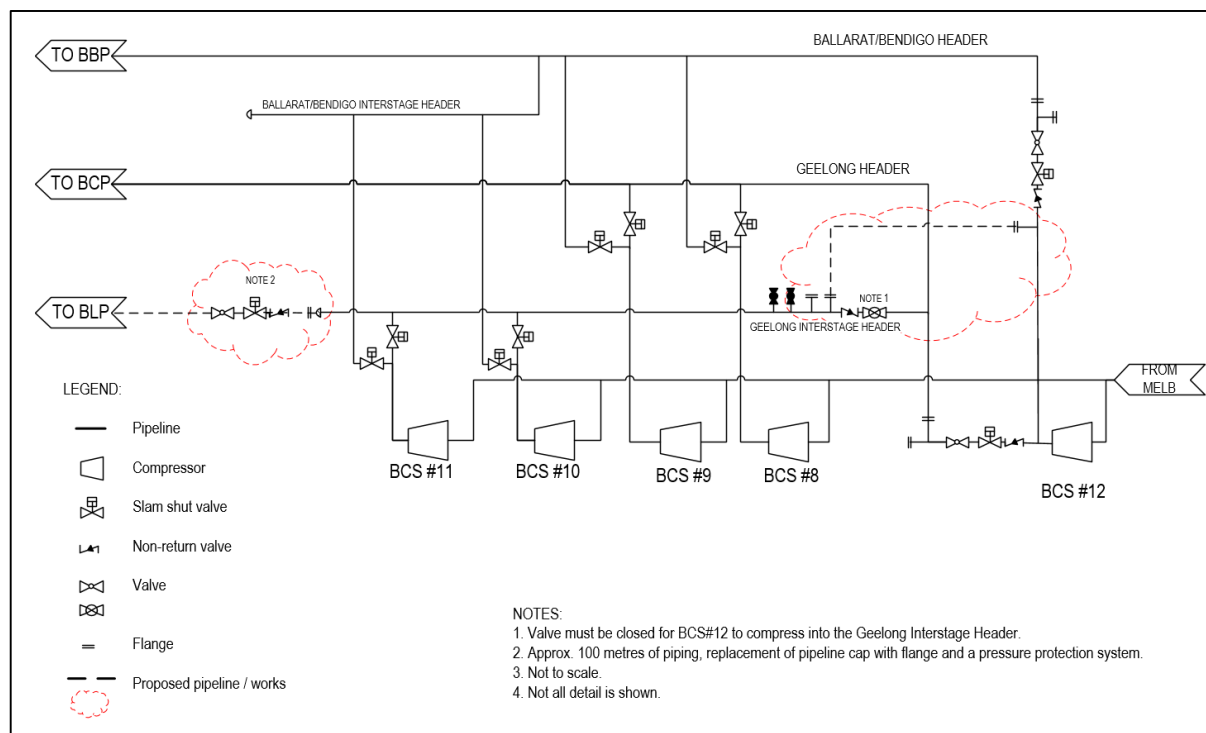 BALLARAT/BENDIGO HEADER
TO BBP
BALLARAT/BENDIGO INTERSTAGE HEADER
GEELONG HEADER
TO BCP
NOTE 2
NOTE 1
TO BLP
GEELONG INTERSTAGE HEADER
FROM
MELB
BCS #11
BCS #10
BCS #9
BCS #8
BCS #12
LEGEND:
Pipeline
Compressor
Slam shut valve
Non-return valve
Valve
Flange
Proposed pipeline / works
NOTES:
1. Valve must be closed for BCS#12 to compress into the Geelong Interstage Header.
2. Approx. 100 metres of piping, replacement of pipeline cap with flange and a pressure protection system.
3. Not to scale.
4. Not all detail is shown.